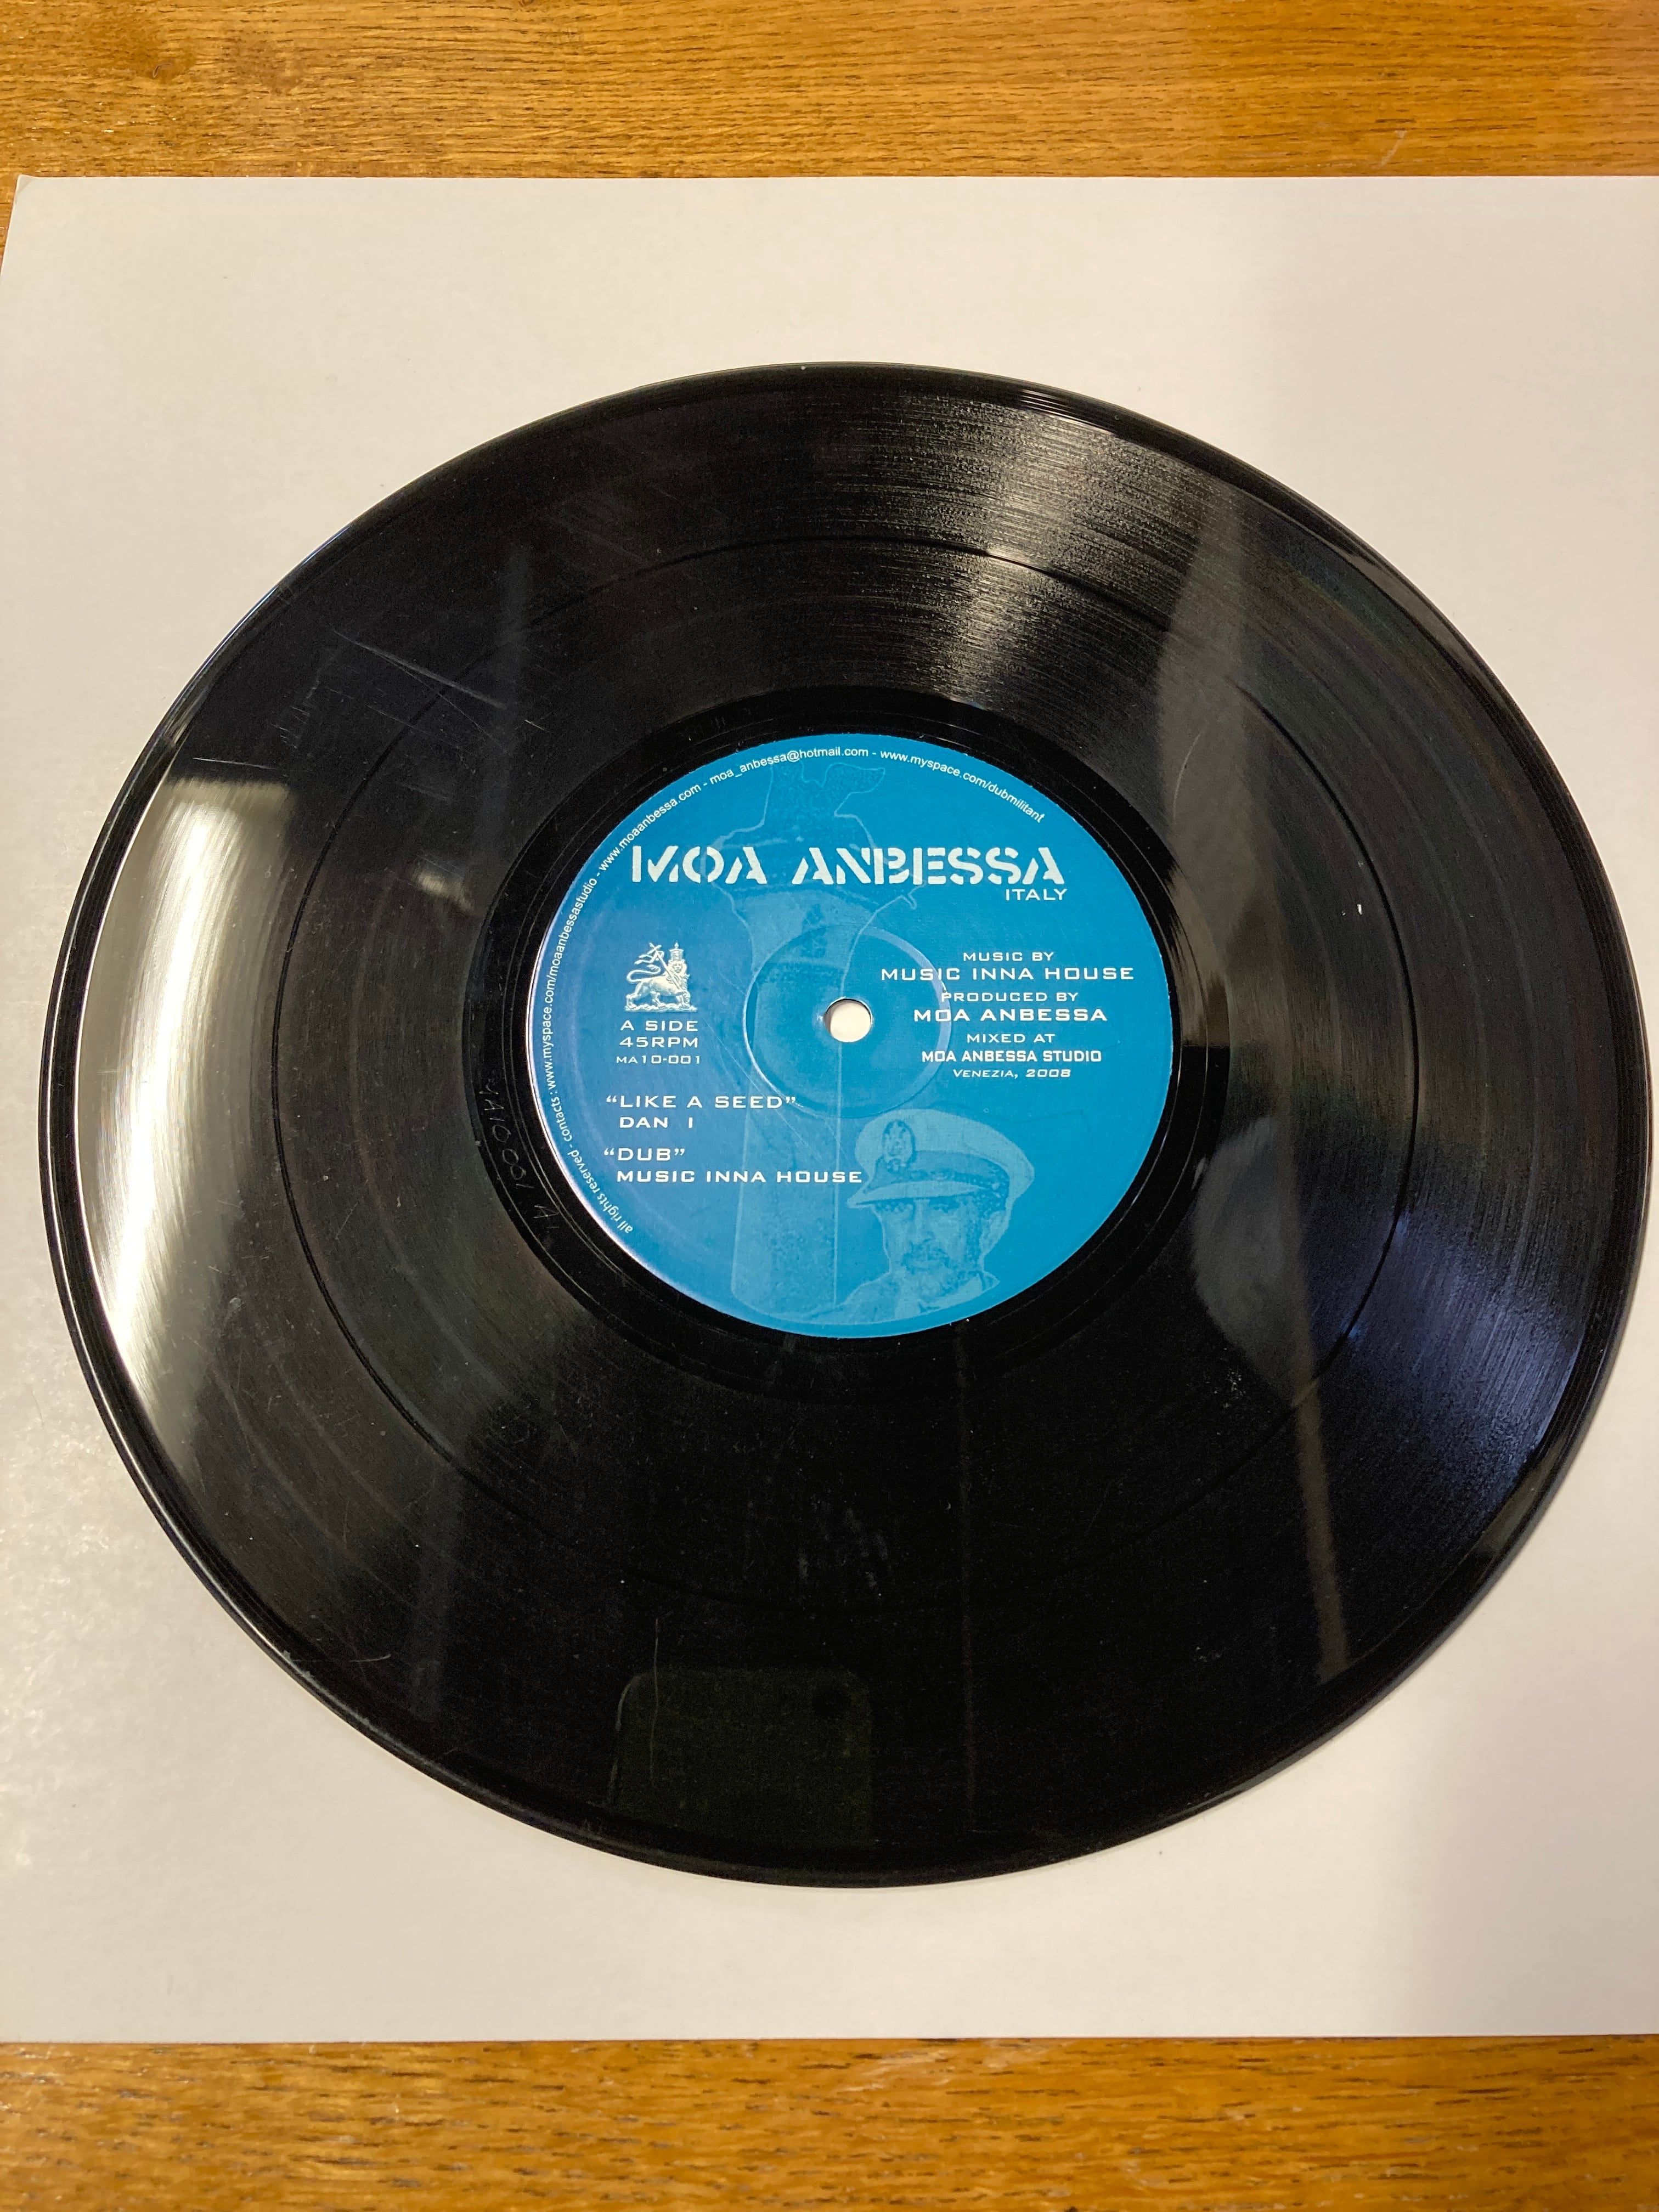 all rights reserved - contacts : www.myspace.com/moaanbessastudio - www.moaanbessa.com - moa_anbessa@hotmail.com - www.myspace.com/dubmilitant
MOA ANBESSA
ITALY
MUSIC BY
MUSIC INNA HOUSE
PRODUCED BY
MOA ANBESSA
MIXED AT
MOA ANBESSA STUDIO
VENEZIA, 2008
A SIDE
45RPM
MA10-001
“LIKE A SEED”
DAN I
“DUB”
MUSIC INNA HOUSE